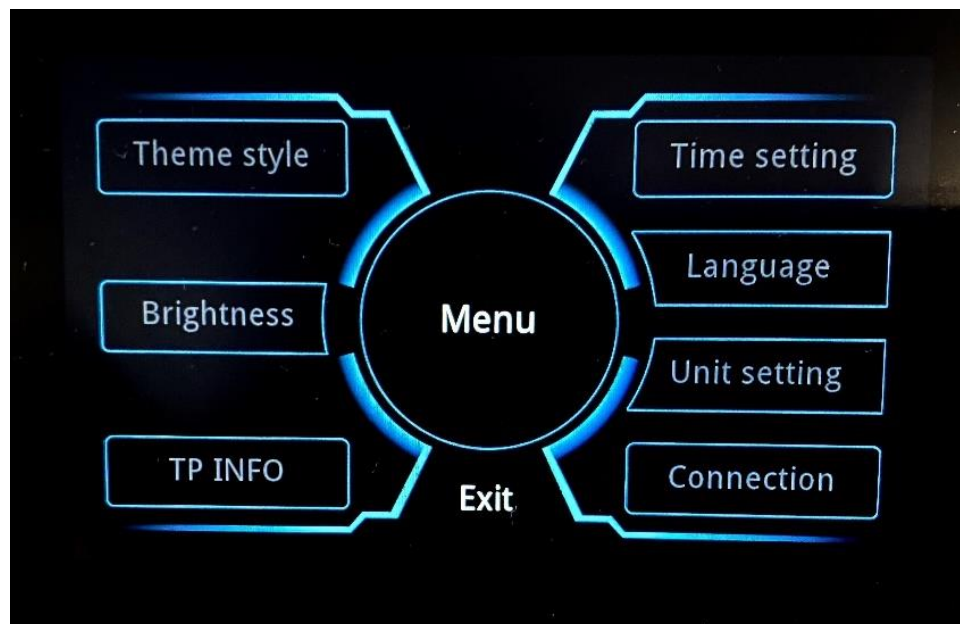 Theme style
Brightness
TP INFO
Menu
Exit
Time setting
Language
Unit setting
Connection